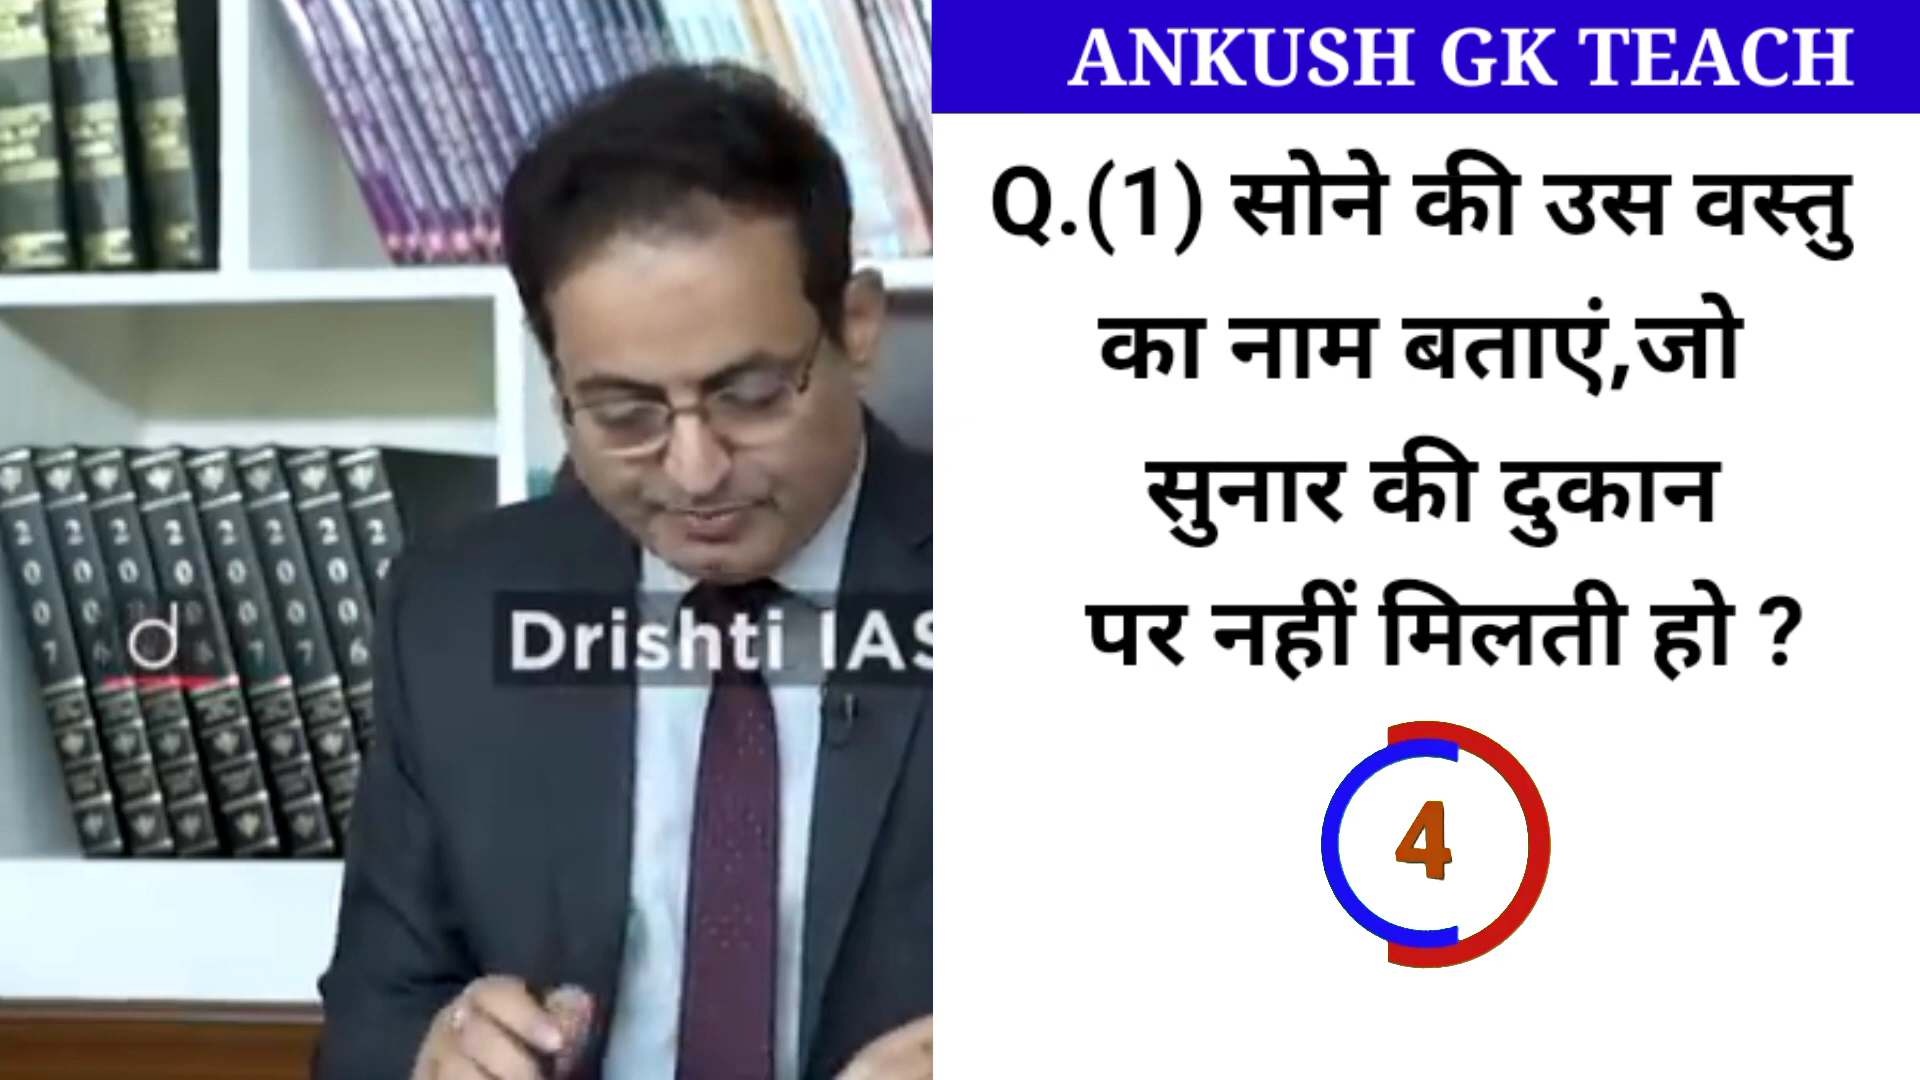 ANKUSH GK TEACH
Q.(1) सोने की उस वस्तु
का नाम बताएं,जो
सुनार की दुकान
पर नहीं मिलती हो ?
4
Drishti IAS
d